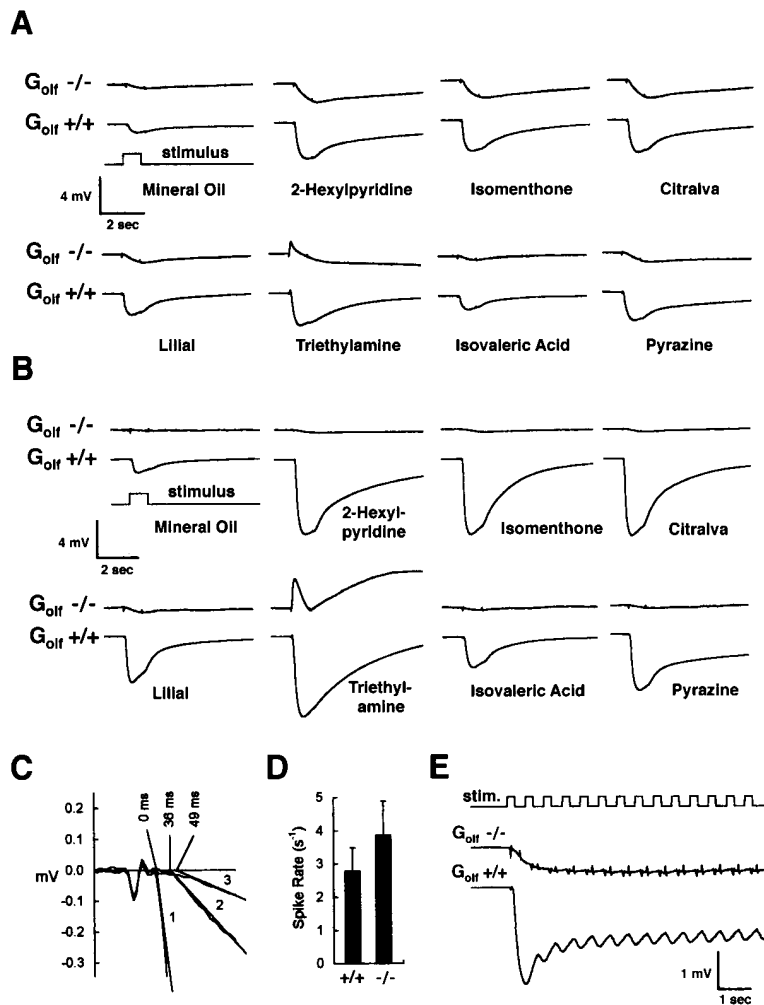 A
Golf -/-
Golf +/+
stimulus
4 mV
2 sec
Mineral Oil
2-Hexylpyridine
Isomenthone
Citralva
Golf -/-
Golf +/+
Lilial
Triethylamine
Isovaleric Acid
Pyrazine
B
Golf -/-
Golf +/+
stimulus
4 mV
2 sec
Mineral Oil
2-Hexyl-
pyridine
Isomenthone
Citralva
Golf -/-
Golf +/+
Lilial
Triethyl-
amine
Isovaleric Acid
Pyrazine
C
0.2
0.1
0.0
mV
-0.1
-0.2
-0.3
0 ms
36 ms
49 ms
1
2
3
D
Spike Rate (s-1)
5
4
3
2
1
0
+/+
-/-
E
stim.
Golf -/-
Golf +/+
1 mV
1 sec